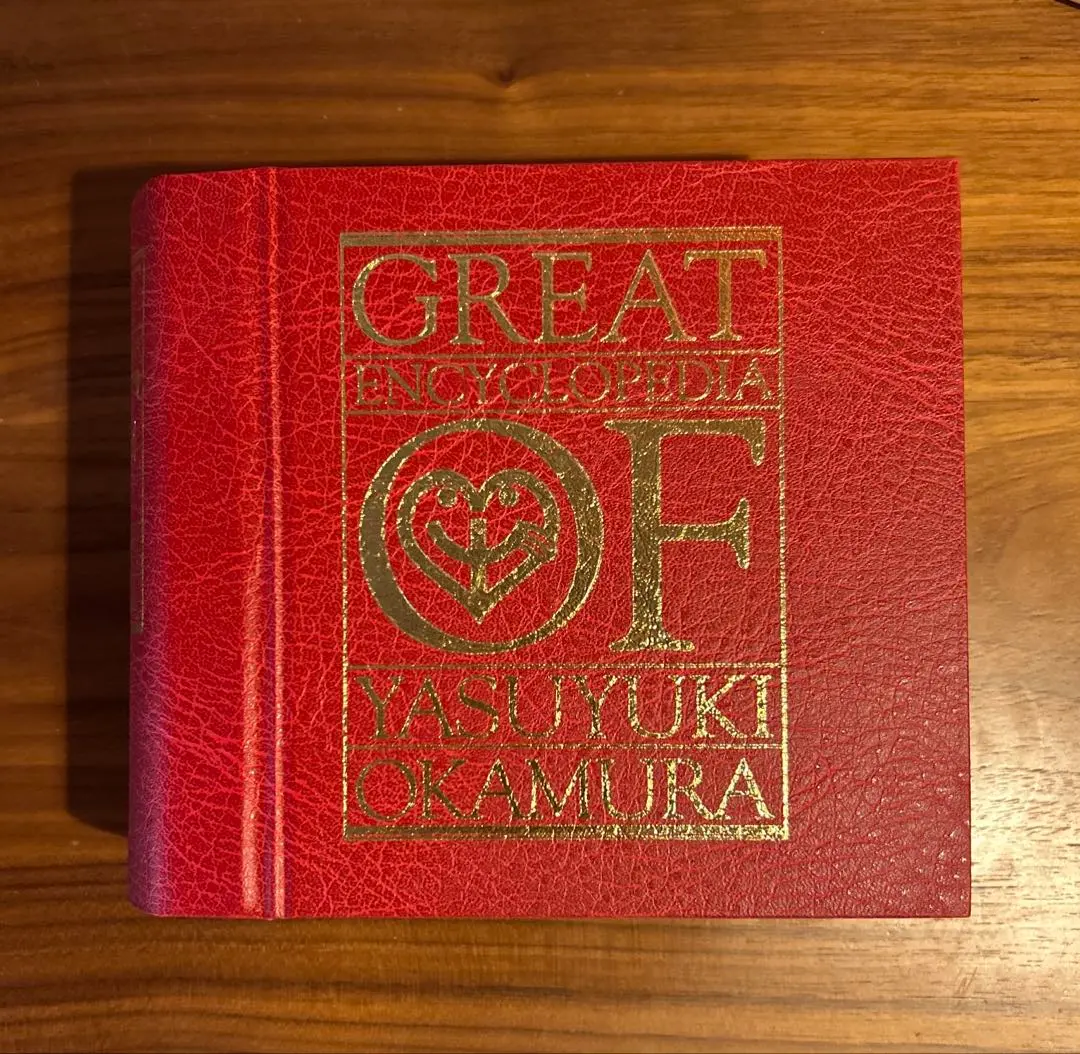 GREAT
ENCYCLOPEDIA
OF
YASUYUKI
OKAMURA